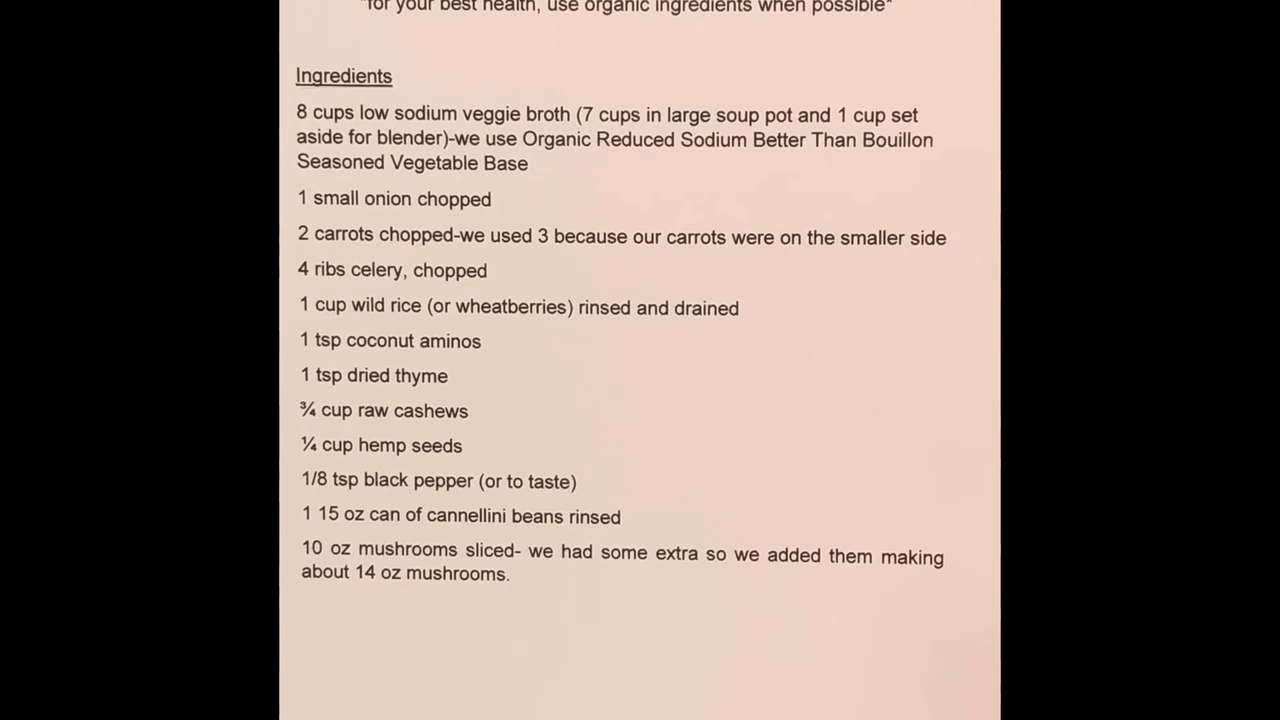 "for your best health, use organic ingredients when possible"
Ingredients
8 cups low sodium veggie broth (7 cups in large soup pot and 1 cup set
aside for blender)-we use Organic Reduced Sodium Better Than Bouillon
Seasoned Vegetable Base
1 small onion chopped
2 carrots chopped-we used 3 because our carrots were on the smaller side
4 ribs celery, chopped
1 cup wild rice (or wheatberries) rinsed and drained
1 tsp coconut aminos
1 tsp dried thyme
¾ cup raw cashews
¼ cup hemp seeds
1/8 tsp black pepper (or to taste)
1 15 oz can of cannellini beans rinsed
10 oz mushrooms sliced- we had some extra so we added them making
about 14 oz mushrooms.